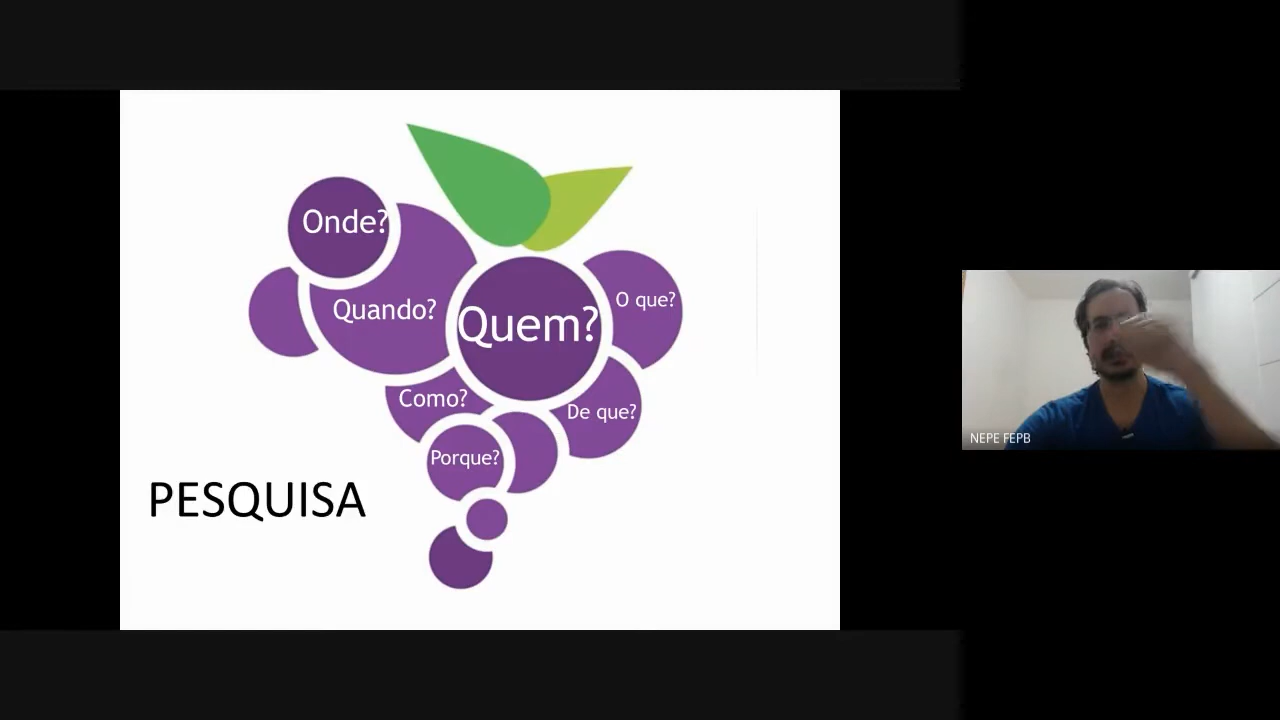 Onde?
Quando?
Quem?
O que?
Como?
De que?
Porque?
PESQUISA
NEPE FEPB